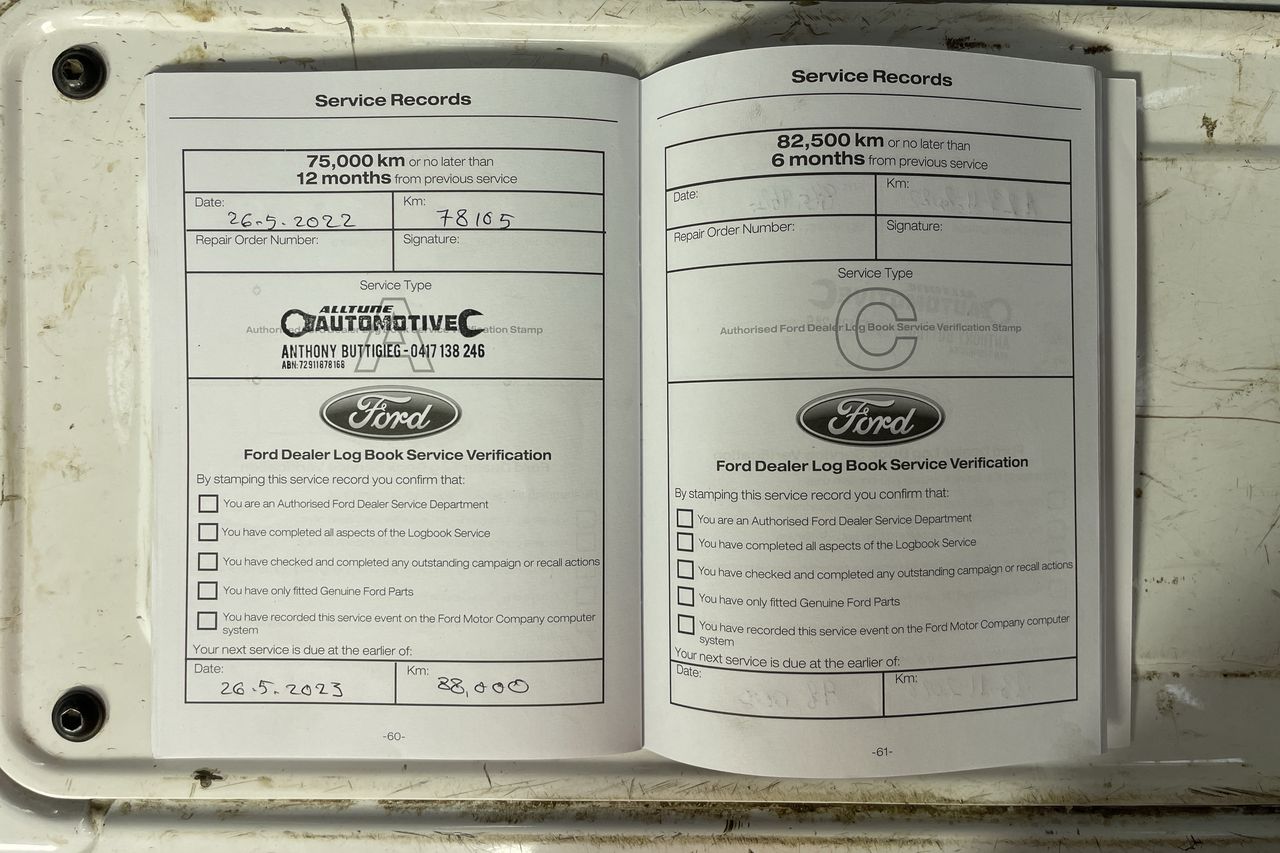 Service Records
75,000 km or no later than
12 months from previous service
Date: 26.5.2022
Km: 78105
Repair Order Number:
Signature:
Service Type
A
Authorised Ford Dealer Log Book Service Verification Stamp
ALLTUNE
AUTOMOTIVE
ANTHONY BUTTIGIEG - 0417 138 246
ABN: 72911878168
Ford
Ford Dealer Log Book Service Verification
By stamping this service record you confirm that:
You are an Authorised Ford Dealer Service Department
You have completed all aspects of the Logbook Service
You have checked and completed any outstanding campaign or recall actions
You have only fitted Genuine Ford Parts
You have recorded this service event on the Ford Motor Company computer
system
Your next service is due at the earlier of:
Date: 26.5.2023
Km: 88,000
-60-
Service Records
82,500 km or no later than
6 months from previous service
Date:
Km:
Repair Order Number:
Signature:
Service Type
C
Authorised Ford Dealer Log Book Service Verification Stamp
Ford
Ford Dealer Log Book Service Verification
By stamping this service record you confirm that:
You are an Authorised Ford Dealer Service Department
You have completed all aspects of the Logbook Service
You have checked and completed any outstanding campaign or recall actions
You have only fitted Genuine Ford Parts
You have recorded this service event on the Ford Motor Company computer
system
Your next service is due at the earlier of:
Date:
Km:
-61-